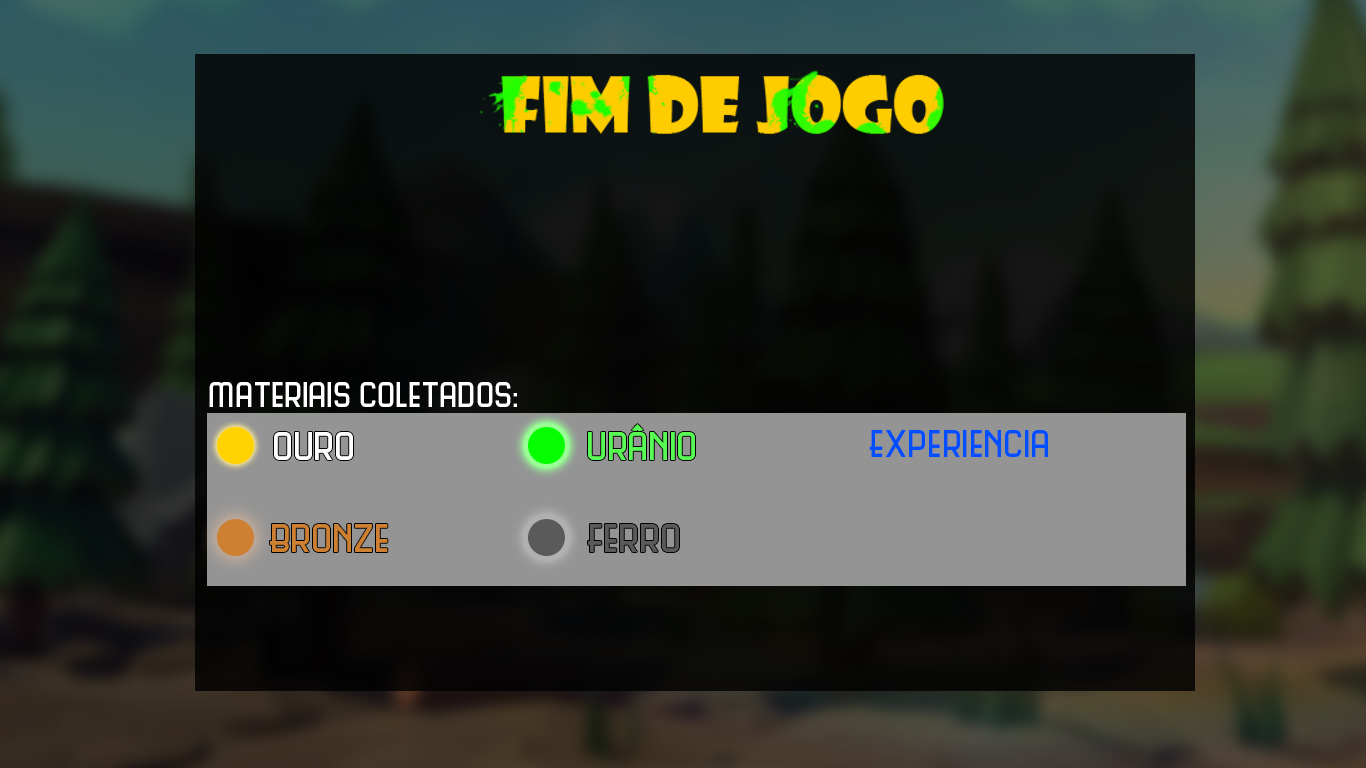 FIM DE JOGO
MATERIAIS COLETADOS:
OURO URÂNIO EXPERIENCIA
BRONZE FERRO